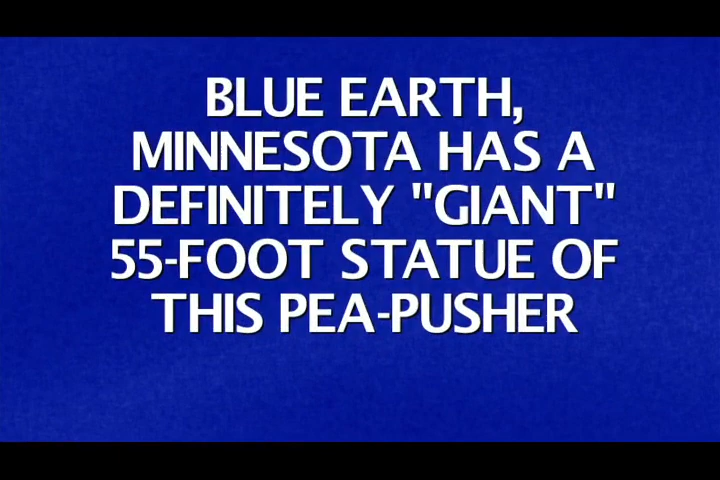 BLUE EARTH,
MINNESOTA HAS A
DEFINITELY "GIANT"
55-FOOT STATUE OF
THIS PEA-PUSHER